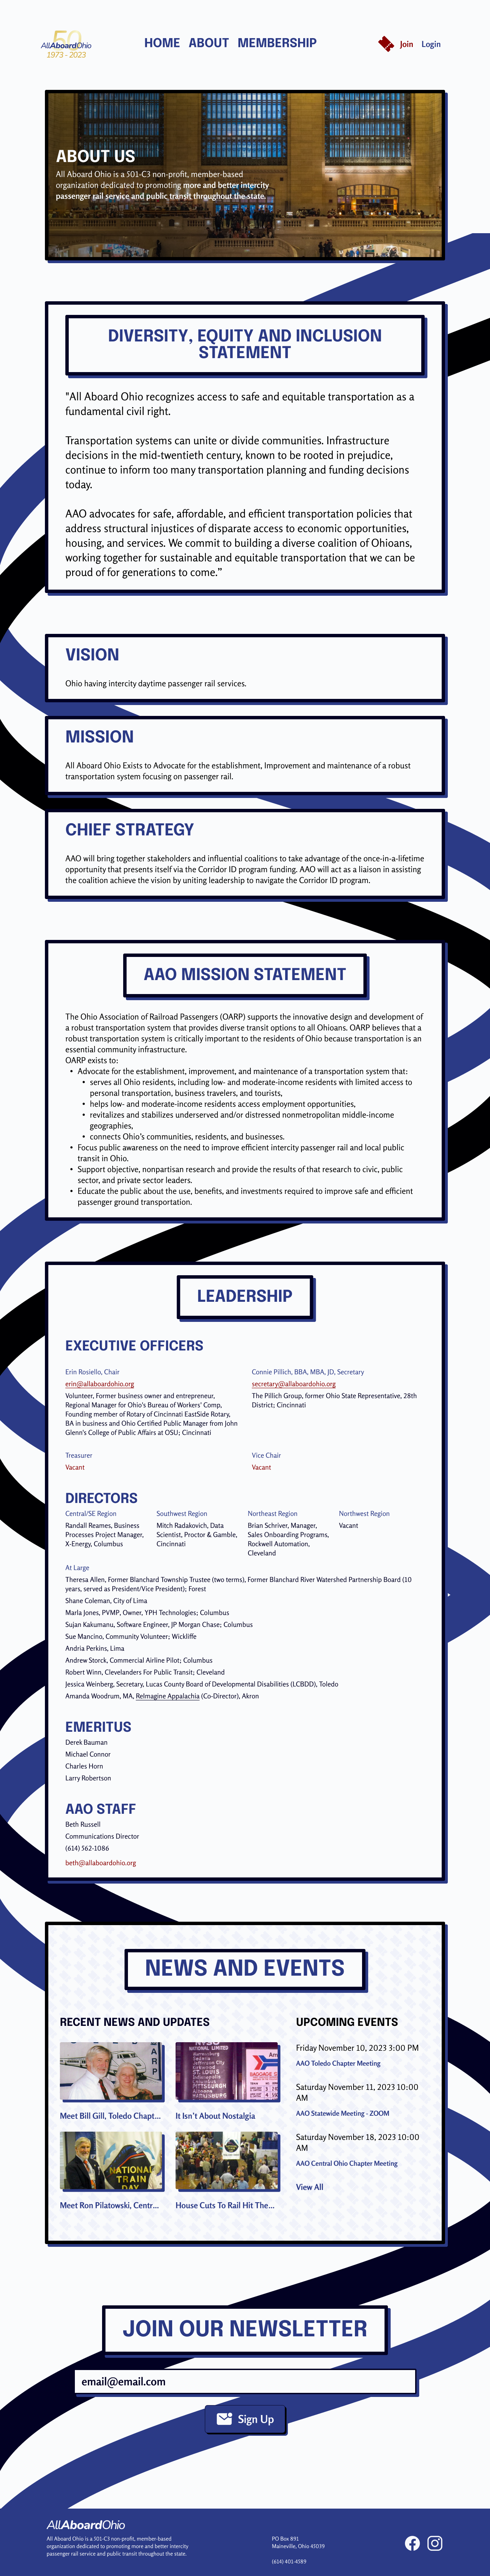 50
AllAboardOhio
1973 - 2023
HOME ABOUT MEMBERSHIP
Join Login
ABOUT US
All Aboard Ohio is a 501-C3 non-profit, member-based
organization dedicated to promoting more and better intercity
passenger rail service and public transit throughout the state.
DIVERSITY, EQUITY AND INCLUSION
STATEMENT
"All Aboard Ohio recognizes access to safe and equitable transportation as a
fundamental civil right.
Transportation systems can unite or divide communities. Infrastructure
decisions in the mid-twentieth century, known to be rooted in prejudice,
continue to inform too many transportation planning and funding decisions
today.
AAO advocates for safe, affordable, and efficient transportation policies that
address structural injustices of disparate access to economic opportunities,
housing, and services. We commit to building a diverse coalition of Ohioans,
working together for sustainable and equitable transportation that we can be
proud of for generations to come.”
VISION
Ohio having intercity daytime passenger rail services.
MISSION
All Aboard Ohio Exists to Advocate for the establishment, Improvement and maintenance of a robust
transportation system focusing on passenger rail.
CHIEF STRATEGY
AAO will bring together stakeholders and influential coalitions to take advantage of the once-in-a-lifetime
opportunity that presents itself via the Corridor ID program funding. AAO will act as a liaison in assisting
the coalition achieve the vision by uniting leadership to navigate the Corridor ID program.
AAO MISSION STATEMENT
The Ohio Association of Railroad Passengers (OARP) supports the innovative design and development of
a robust transportation system that provides diverse transit options to all Ohioans. OARP believes that a
robust transportation system is critically important to the residents of Ohio because transportation is an
essential community infrastructure.
OARP exists to:
• Advocate for the establishment, improvement, and maintenance of a transportation system that:
• serves all Ohio residents, including low- and moderate-income residents with limited access to
personal transportation, business travelers, and tourists,
• helps low- and moderate-income residents access employment opportunities,
• revitalizes and stabilizes underserved and/or distressed nonmetropolitan middle-income
geographies,
• connects Ohio's communities, residents, and businesses.
• Focus public awareness on the need to improve efficient intercity passenger rail and local public
transit in Ohio.
• Support objective, nonpartisan research and provide the results of that research to civic, public
sector, and private sector leaders.
• Educate the public about the use, benefits, and investments required to improve safe and efficient
passenger ground transportation.
LEADERSHIP
EXECUTIVE OFFICERS
Erin Rosiello, Chair
erin@allaboardohio.org
Volunteer, Former business owner and entrepreneur,
Regional Manager for Ohio's Bureau of Workers' Comp,
Founding member of Rotary of Cincinnati EastSide Rotary,
BA in business and Ohio Certified Public Manager from John
Glenn's College of Public Affairs at OSU; Cincinnati
Connie Pillich, BBA, MBA, JD, Secretary
secretary@allaboardohio.org
The Pillich Group, former Ohio State Representative, 28th
District; Cincinnati
Treasurer
Vacant
Vice Chair
Vacant
DIRECTORS
Central/SE Region
Randall Reames, Business
Processes Project Manager,
X-Energy, Columbus
Southwest Region
Mitch Radakovich, Data
Scientist, Proctor & Gamble,
Cincinnati
Northeast Region
Brian Schriver, Manager,
Sales Onboarding Programs,
Rockwell Automation,
Cleveland
Northwest Region
Vacant
At Large
Theresa Allen, Former Blanchard Township Trustee (two terms), Former Blanchard River Watershed Partnership Board (10
years, served as President/Vice President); Forest
Shane Coleman, City of Lima
Marla Jones, PVMP, Owner, YPH Technologies; Columbus
Sujan Kakumanu, Software Engineer, JP Morgan Chase; Columbus
Sue Mancino, Community Volunteer; Wickliffe
Andria Perkins, Lima
Andrew Storck, Commercial Airline Pilot; Columbus
Robert Winn, Clevelanders For Public Transit; Cleveland
Jessica Weinberg, Secretary, Lucas County Board of Developmental Disabilities (LCBDD), Toledo
Amanda Woodrum, MA, ReImagine Appalachia (Co-Director), Akron
EMERITUS
Derek Bauman
Michael Connor
Charles Horn
Larry Robertson
AAO STAFF
Beth Russell
Communications Director
(614) 562-1086
beth@allaboardohio.org
NEWS AND EVENTS
RECENT NEWS AND UPDATES
ARP
Meet Bill Gill, Toledo Chapt...
NATIONAL LIMITED
ST. LOUIS
It Isn't About Nostalgia
NATIONAL
TRAIN
DAY
Meet Ron Pilatowski, Centr...
House Cuts To Rail Hit The...
UPCOMING EVENTS
Friday November 10, 2023 3:00 PM
AAO Toledo Chapter Meeting
Saturday November 11, 2023 10:00
AM
AAO Statewide Meeting - ZOOM
Saturday November 18, 2023 10:00
AM
AAO Central Ohio Chapter Meeting
View All
JOIN OUR NEWSLETTER
email@email.com
Sign Up
AllAboardOhio
All Aboard Ohio is a 501-C3 non-profit, member-based
organization dedicated to promoting more and better intercity
passenger rail service and public transit throughout the state.
PO Box 891
Maineville, Ohio 45039
(614) 401-4589